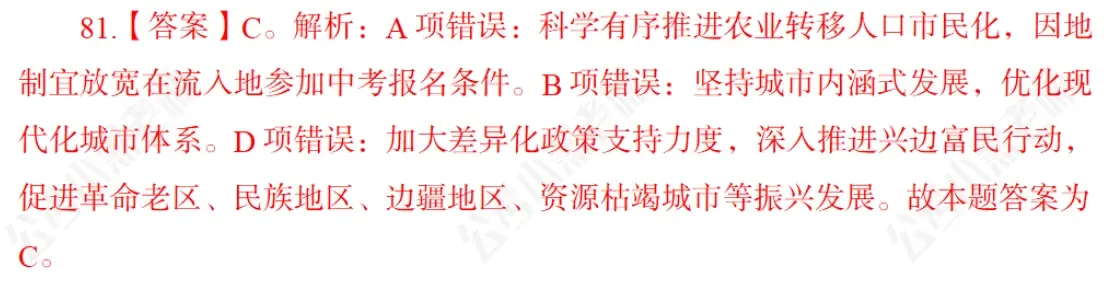 81.【答案】C。解析：A 项错误：科学有序推进农业转移人口市民化，因地
制宜放宽在流入地参加中考报名条件。B 项错误：坚持城市内涵式发展，优化现
代化城市体系。D 项错误：加大差异化政策支持力度，深入推进兴边富民行动，
促进革命老区、民族地区、边疆地区、资源枯竭城市等振兴发展。故本题答案为
C。